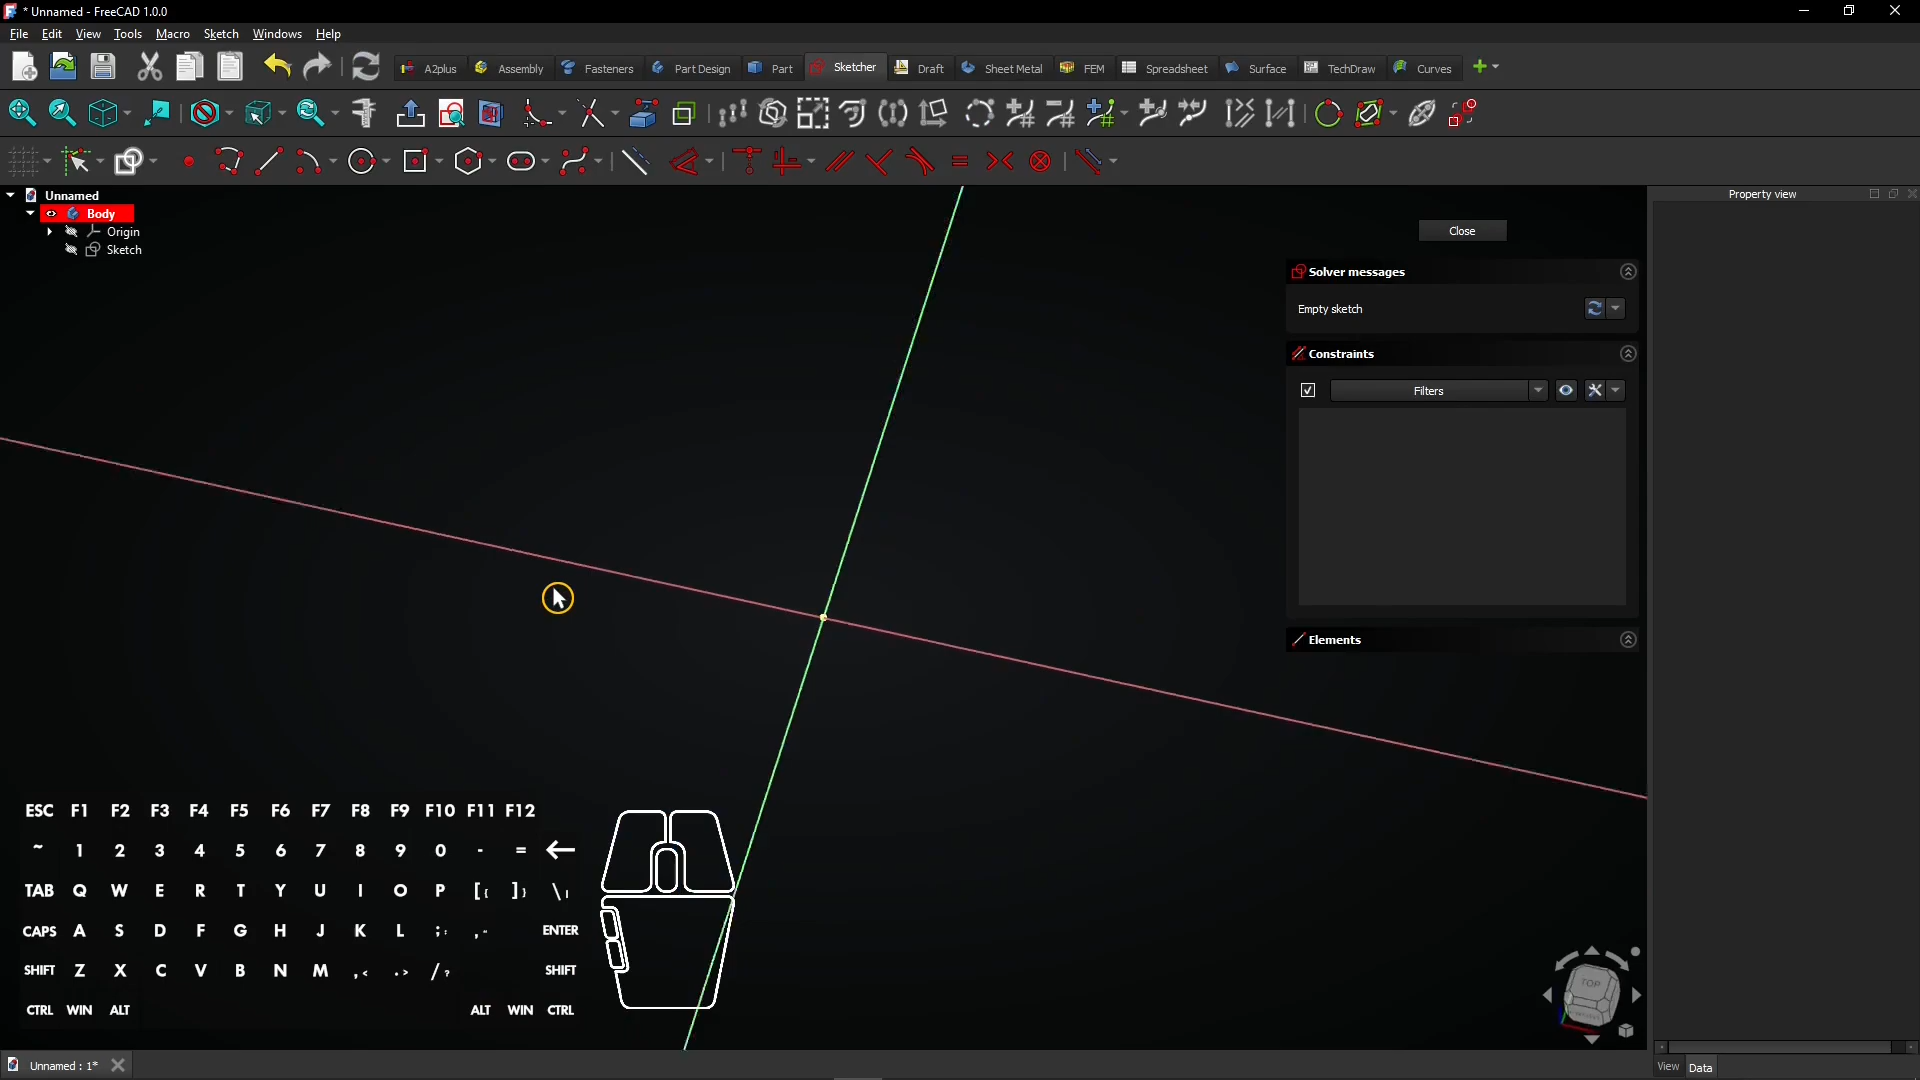 * Unnamed - FreeCAD 1.0.0
File Edit View Tools Macro Sketch Windows Help
A2plus Assembly Fasteners Part Design Part Sketcher Draft Sheet Metal FEM Spreadsheet Surface TechDraw Curves
Unnamed
Body
Origin
Sketch
Property view
Close
Solver messages
Empty sketch
Constraints
Filters
Elements
ESC F1 F2 F3 F4 F5 F6 F7 F8 F9 F10 F11 F12
~ 1 2 3 4 5 6 7 8 9 0 - =
TAB Q W E R T Y U I O P [{ ]} \|
CAPS A S D F G H J K L ;: ,"
ENTER
SHIFT Z X C V B N M ,< .> /? SHIFT
CTRL WIN ALT ALT WIN CTRL
TOP
Unnamed : 1*
View Data